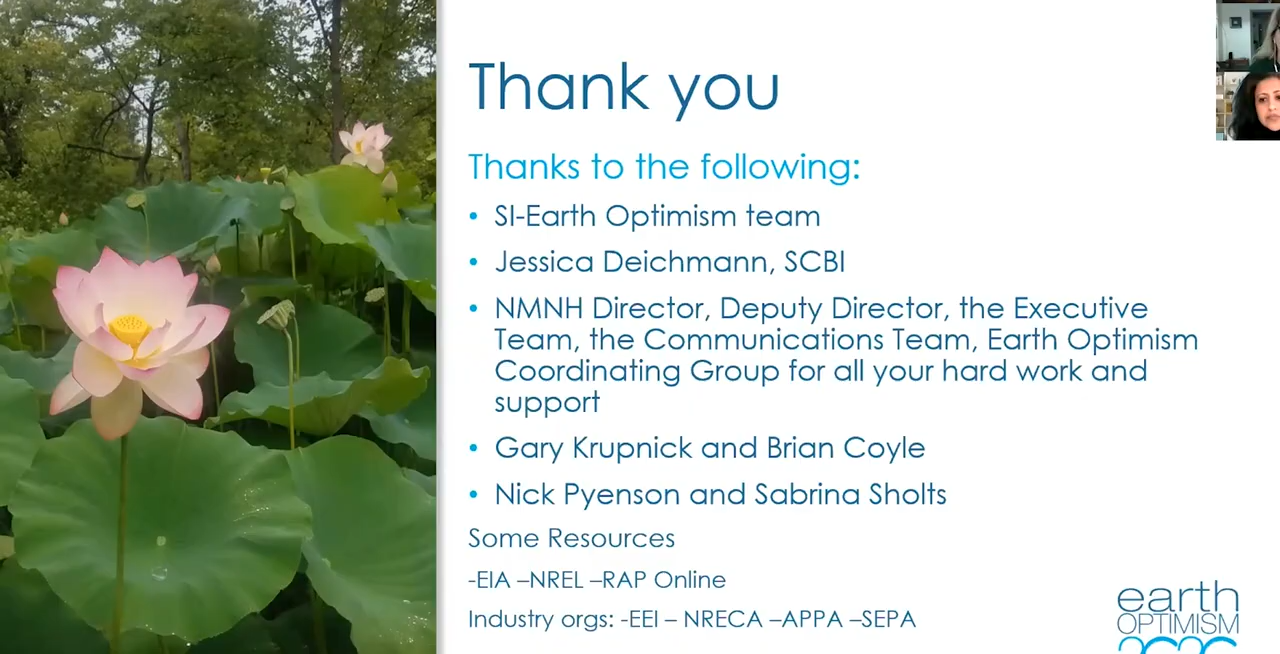 Thank you
Thanks to the following:
• SI-Earth Optimism team
• Jessica Deichmann, SCBI
• NMNH Director, Deputy Director, the Executive
Team, the Communications Team, Earth Optimism
Coordinating Group for all your hard work and
support
• Gary Krupnick and Brian Coyle
• Nick Pyenson and Sabrina Sholts
Some Resources
-EIA –NREL –RAP Online
Industry orgs: -EEI – NRECA –APPA –SEPA
earth
OPTIMISM
2020